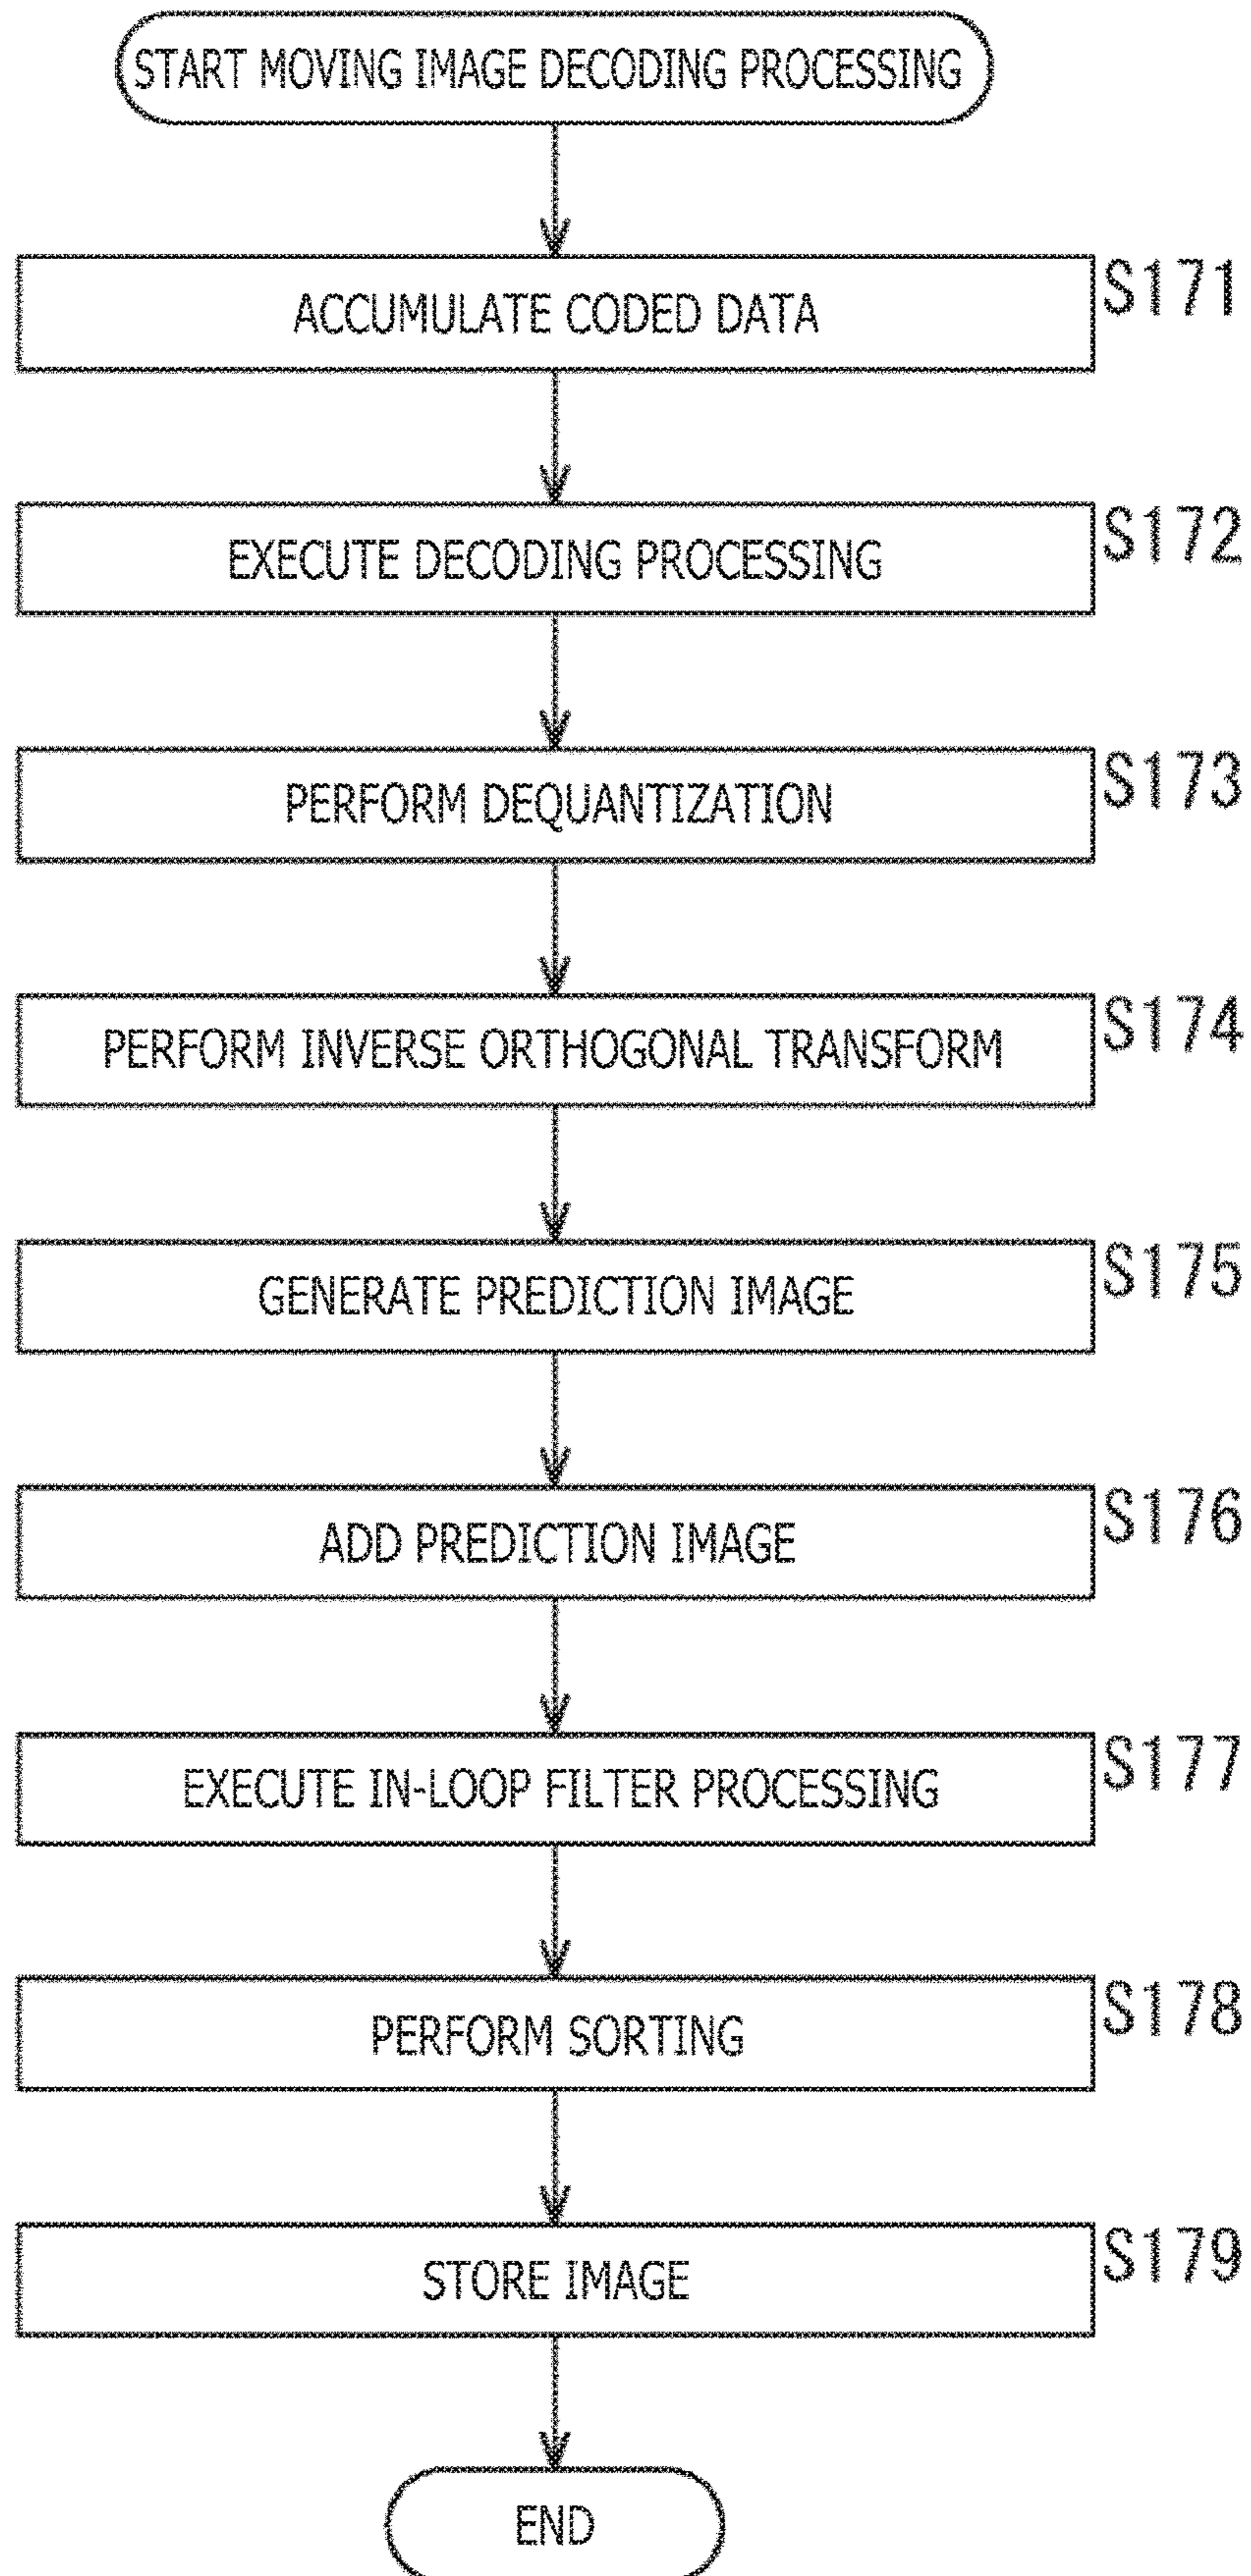 START MOVING IMAGE DECODING PROCESSING
ACCUMULATE CODED DATA
S171
EXECUTE DECODING PROCESSING
S172
PERFORM DEQUANTIZATION
S173
PERFORM INVERSE ORTHOGONAL TRANSFORM
S174
GENERATE PREDICTION IMAGE
S175
ADD PREDICTION IMAGE
S176
EXECUTE IN-LOOP FILTER PROCESSING
S177
PERFORM SORTING
S178
STORE IMAGE
S179
END